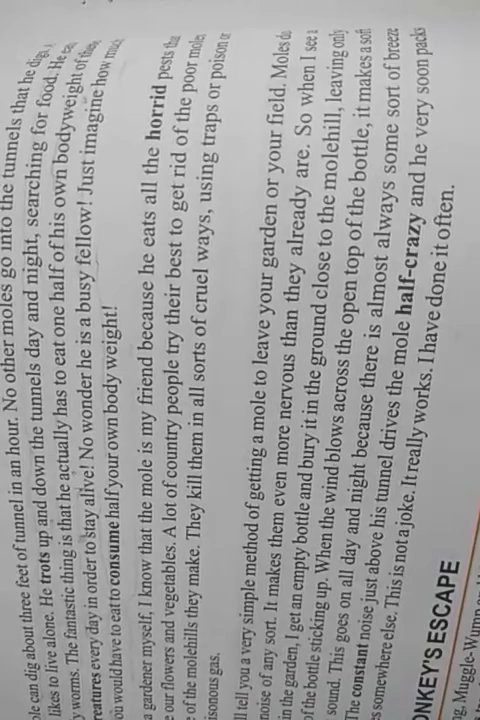 ole can dig about three feet of tunnel in an hour. No other moles go into the tunnels that he digs
likes to live alone. He trots up and down the tunnels day and night, searching for food. He
y worms. The fantastic thing is that he actually has to eat one half of his own bodyweight of
reatures every day in order to stay alive! No wonder he is a busy fellow! Just imagine how much
ou would have to eat to consume half your own body weight!
a gardener myself, I know that the mole is my friend because he eats all the horrid pests tha
e our flowers and vegetables. A lot of country people try their best to get rid of the poor moles
e of the molehills they make. They kill them in all sorts of cruel ways, using traps or poison or
isonous gas.
ll tell you a very simple method of getting a mole to leave your garden or your field. Moles do
noise of any sort. It makes them even more nervous than they already are. So when I see a
in the garden, I get an empty bottle and bury it in the ground close to the molehill, leaving only
of the bottle sticking up. When the wind blows across the open top of the bottle, it makes a soft
sound. This goes on all day and night because there is almost always some sort of breeze
The constant noise just above his tunnel drives the mole half-crazy and he very soon packs
s somewhere else. This is not a joke. It really works. I have done it often.
NKEY'S ESCAPE
g, Muggle-Wump